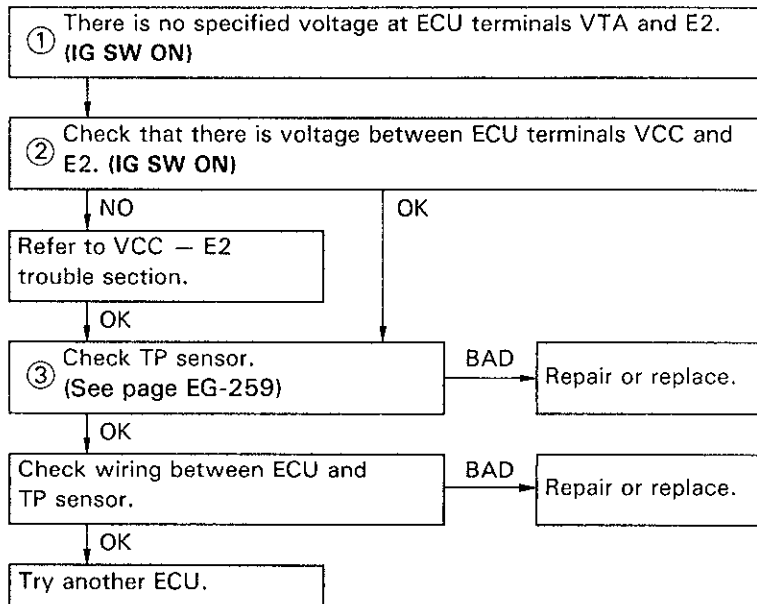 ① There is no specified voltage at ECU terminals VTA and E2.
(IG SW ON)
② Check that there is voltage between ECU terminals VCC and
E2. (IG SW ON)
NO
OK
Refer to VCC — E2
trouble section.
OK
③ Check TP sensor.
(See page EG-259)
BAD
Repair or replace.
OK
Check wiring between ECU and
TP sensor.
BAD
Repair or replace.
OK
Try another ECU.